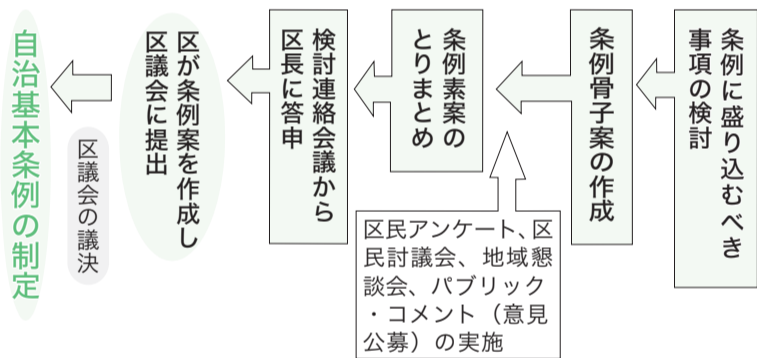 条例に盛り込むべき
事項の検討
条例骨子案の作成
区民アンケート、区
民討議会、地域懇
談会、パブリック
・コメント（意見
公募）の実施
条例素案の
とりまとめ
検討連絡会議から
区長に答申
区が条例案を作成し
区議会に提出
区議会の議決
自治基本条例の制定